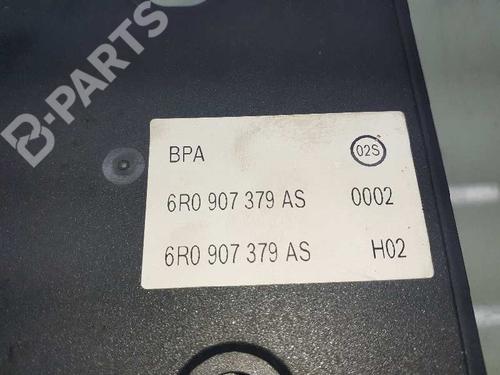 B-PARTS
BPA 02S
6R0 907 379 AS 0002
6R0 907 379 AS H02